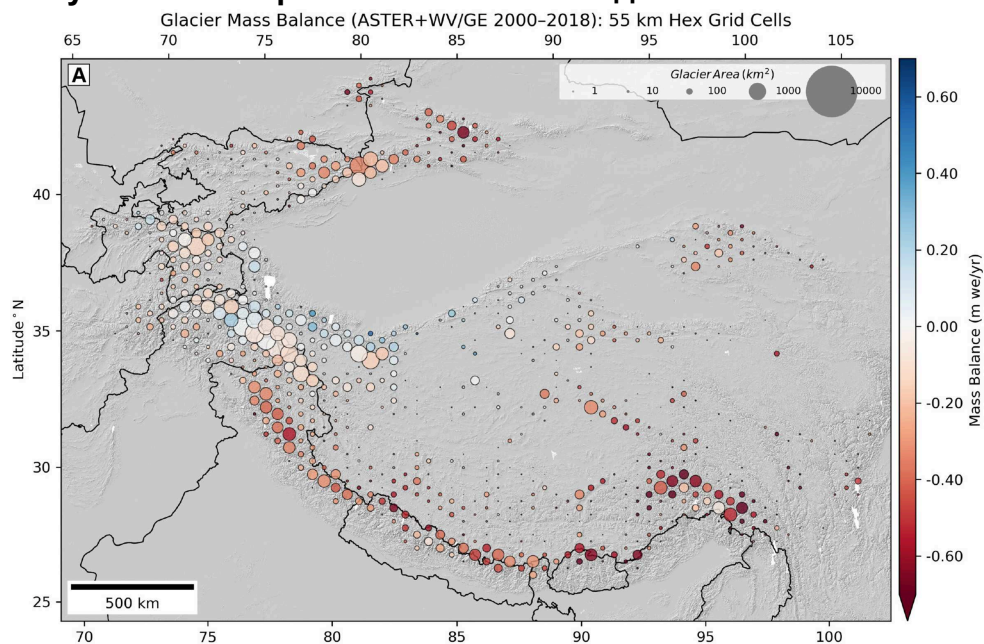 Glacier Mass Balance (ASTER+WV/GE 2000–2018): 55 km Hex Grid Cells
65 70 75 80 85 90 95 100 105
A
Glacier Area (km²)
1 10 100 1000 10000
0.60
0.40
0.20
0.00
-0.20
-0.40
-0.60
Mass Balance (m we/yr)
40
35
30
25
Latitude° N
500 km
70 75 80 85 90 95 100